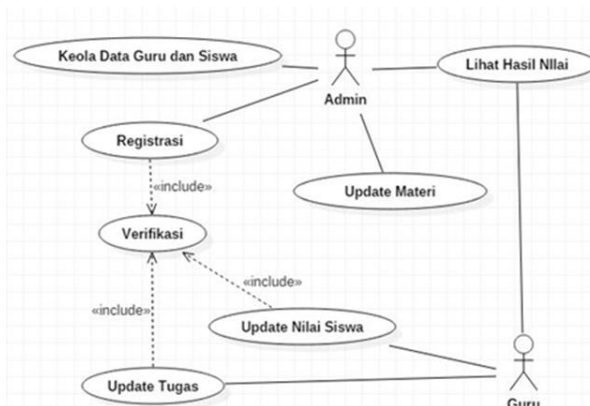 Keola Data Guru dan Siswa
Lihat Hasil NIlai
Admin
Registrasi
«include»
Update Materi
Verifikasi
«include»
«include»
Update Nilai Siswa
Update Tugas
Guru